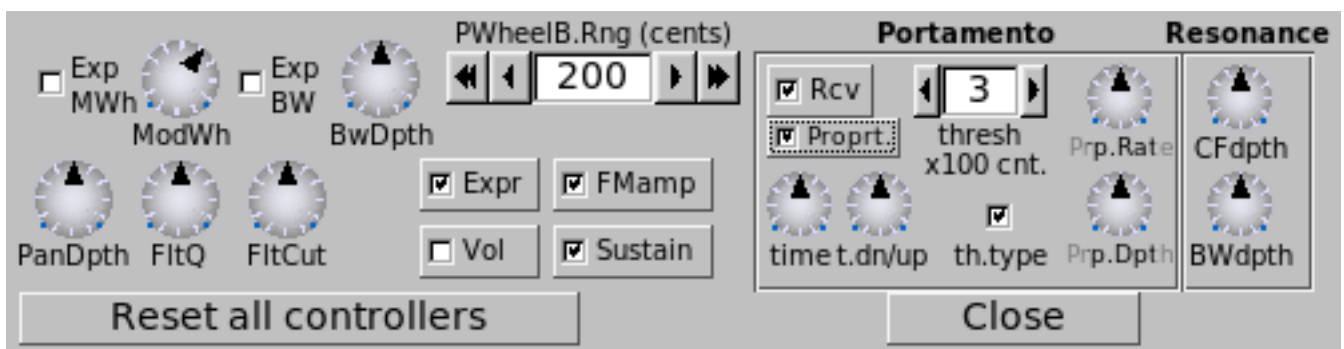 PWheelB.Rng (cents)
Portamento
Resonance
Exp
MWh
ModWh
Exp
BW
BwDpth
200
Rcv
Proprt.
3
thresh
x100 cnt.
Prp.Rate
CFdpth
PanDpth
FltQ
FltCut
Expr
FMamp
Vol
Sustain
time
t.dn/up
th.type
Prp.Dpth
BWdpth
Reset all controllers
Close